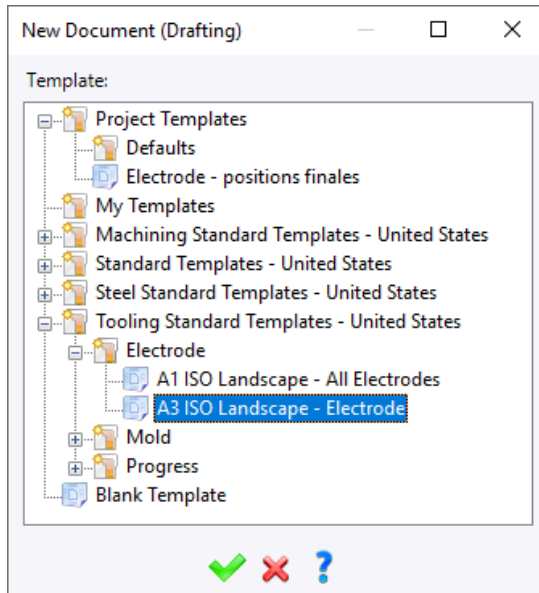 New Document (Drafting)
Template:
Project Templates
Defaults
Electrode - positions finales
My Templates
Machining Standard Templates - United States
Standard Templates - United States
Steel Standard Templates - United States
Tooling Standard Templates - United States
Electrode
A1 ISO Landscape - All Electrodes
A3 ISO Landscape - Electrode
Mold
Progress
Blank Template